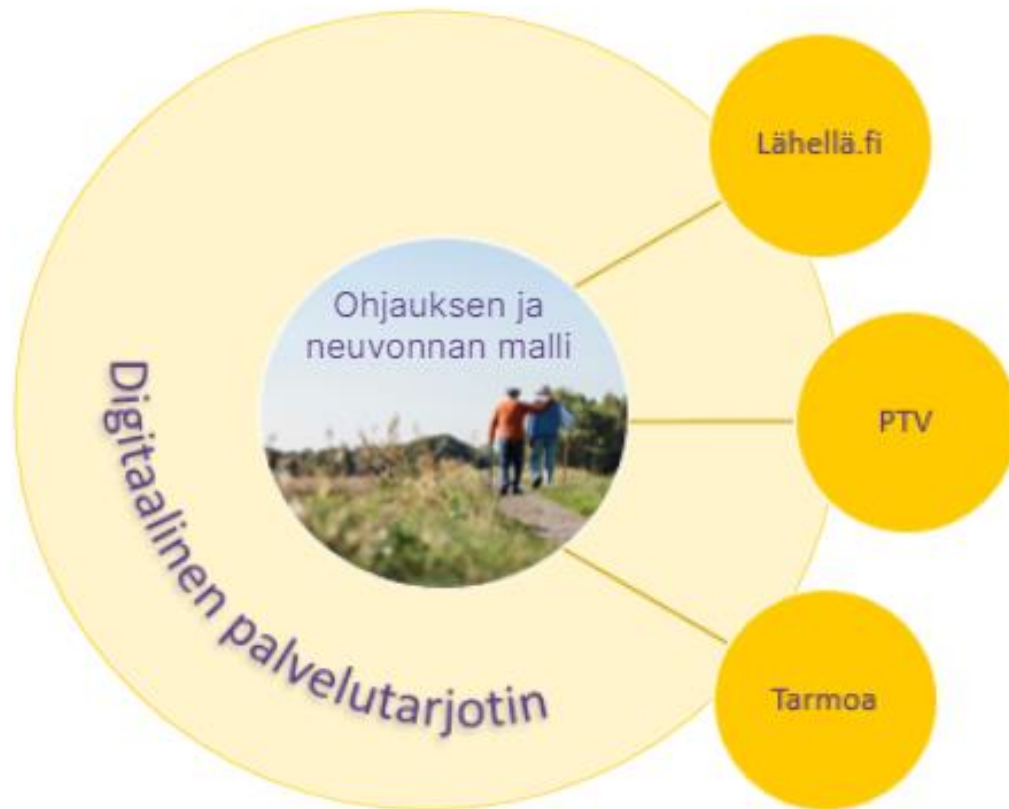 Ohjauksen ja
neuvonnan malli
Digitaalinen palvelutarjotin
Lähellä.fi
PTV
Tarmoa